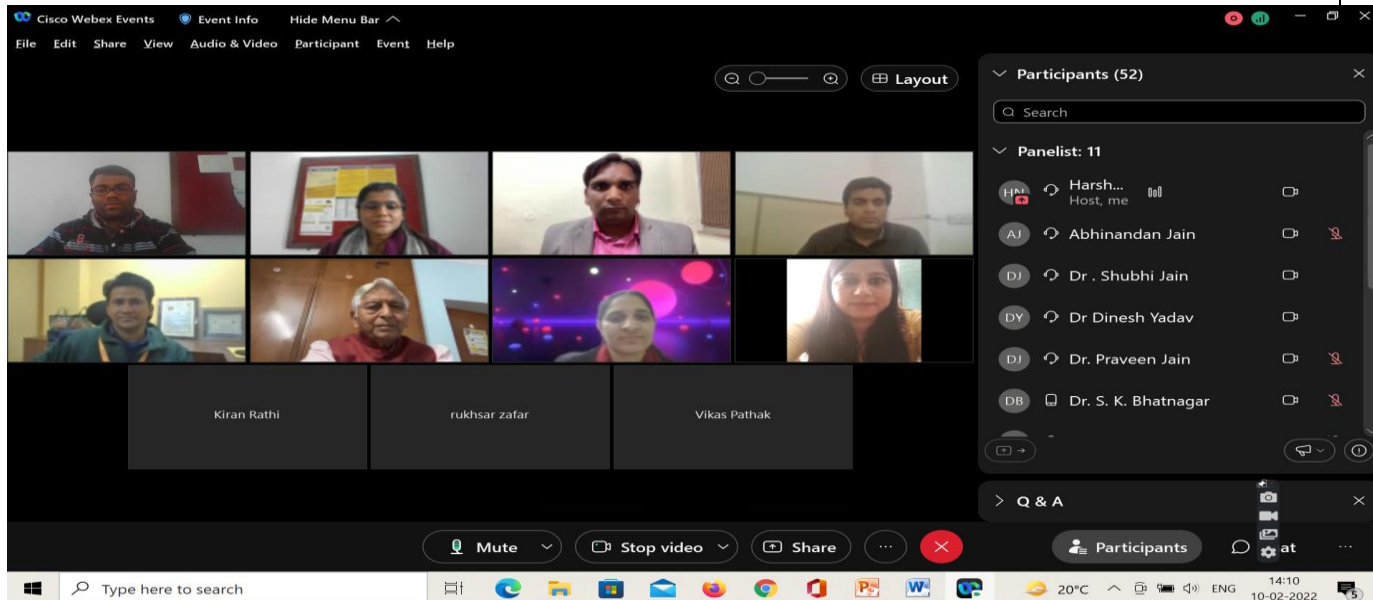 Cisco Webex Events Event Info Hide Menu Bar
File Edit Share View Audio & Video Participant Event Help
Layout
Participants (52)
Search
Panelist: 11
HN Harsh...
Host, me
AJ Abhinandan Jain
DJ Dr . Shubhi Jain
DY Dr Dinesh Yadav
DJ Dr. Praveen Jain
DB Dr. S. K. Bhatnagar
Kiran Rathi rukhsar zafar Vikas Pathak
Q & A
Mute Stop video Share Participants at
Type here to search 20°C ENG 14:10
10-02-2022 5